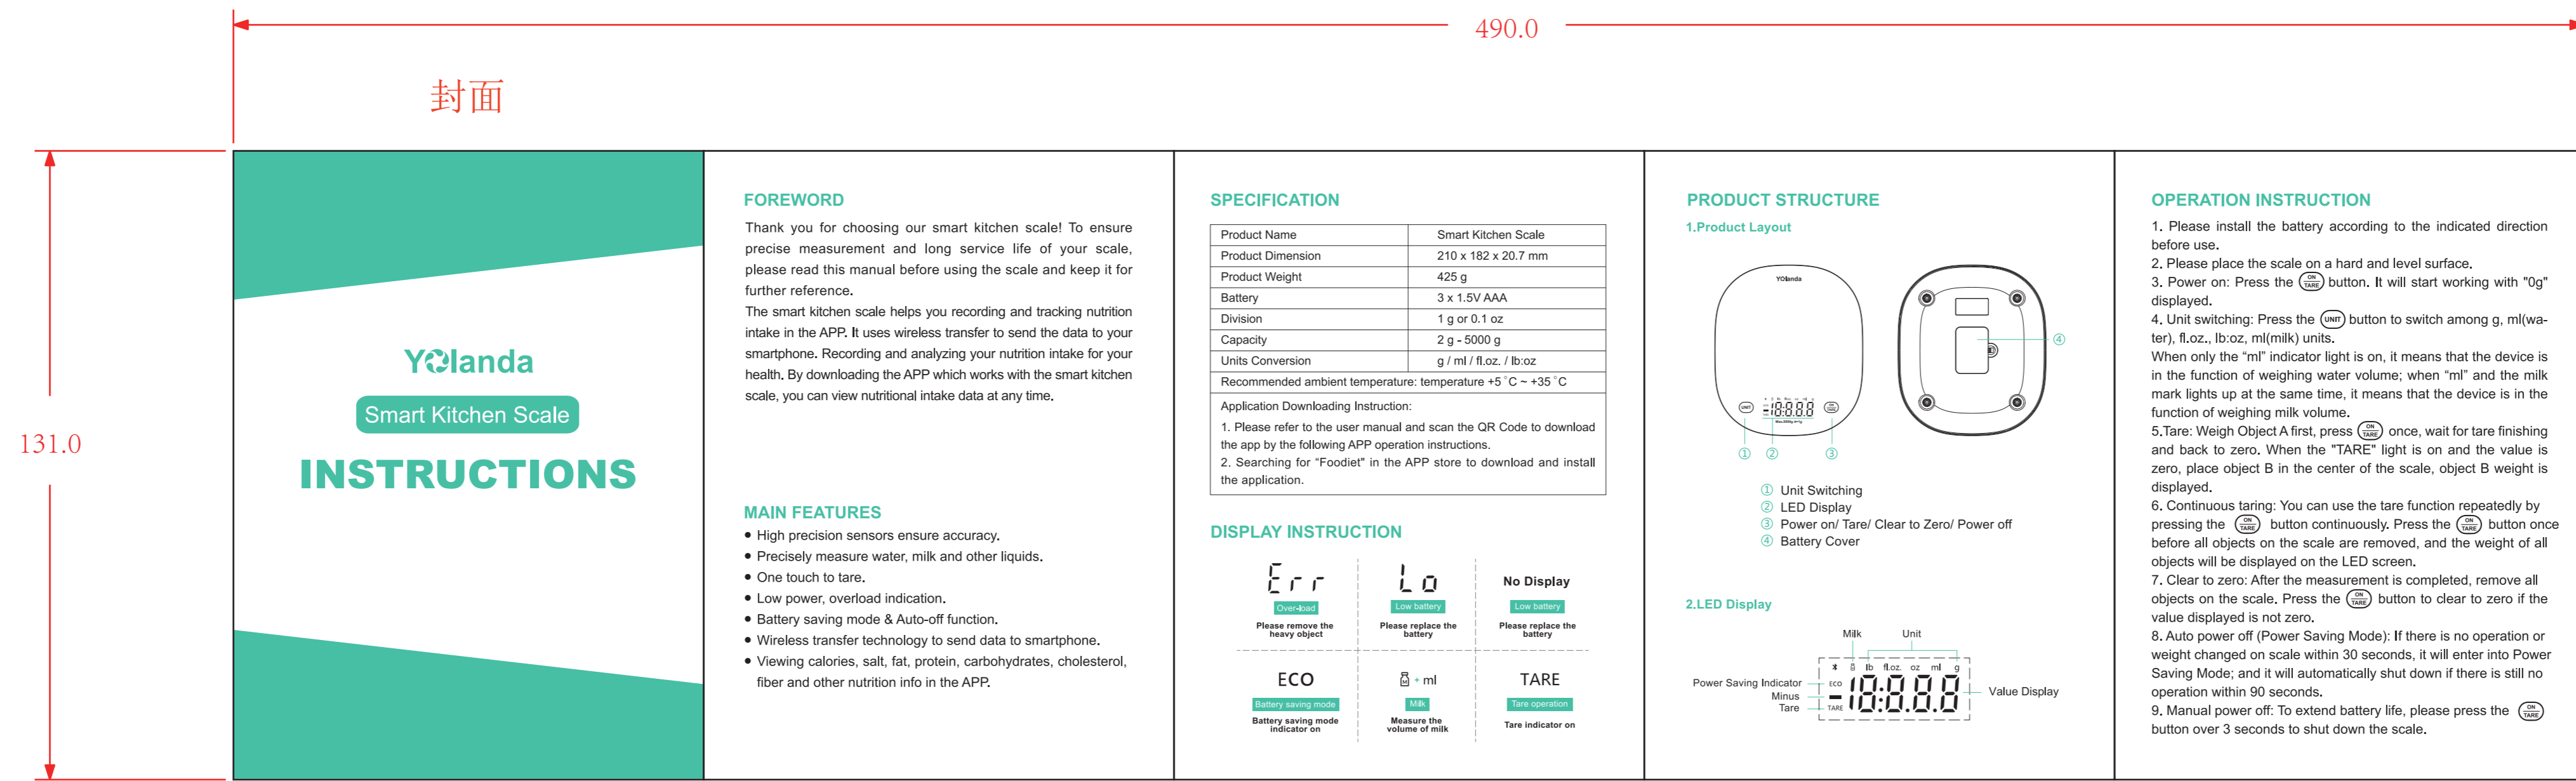 490.0
封面
131.0
Yolanda
Smart Kitchen Scale
INSTRUCTIONS
FOREWORD
Thank you for choosing our smart kitchen scale! To ensure
precise measurement and long service life of your scale,
please read this manual before using the scale and keep it for
further reference.
The smart kitchen scale helps you recording and tracking nutrition
intake in the APP. It uses wireless transfer to send the data to your
smartphone. Recording and analyzing your nutrition intake for your
health. By downloading the APP which works with the smart kitchen
scale, you can view nutritional intake data at any time.
MAIN FEATURES
• High precision sensors ensure accuracy.
• Precisely measure water, milk and other liquids.
• One touch to tare.
• Low power, overload indication.
• Battery saving mode & Auto-off function.
• Wireless transfer technology to send data to smartphone.
• Viewing calories, salt, fat, protein, carbohydrates, cholesterol,
fiber and other nutrition info in the APP.
SPECIFICATION
Product Name Smart Kitchen Scale
Product Dimension 210 x 182 x 20.7 mm
Product Weight 425 g
Battery 3 x 1.5V AAA
Division 1 g or 0.1 oz
Capacity 2 g - 5000 g
Units Conversion g / ml / fl.oz. / lb:oz
Recommended ambient temperature: temperature +5 °C ~ +35 °C
Application Downloading Instruction:
1. Please refer to the user manual and scan the QR Code to download
the app by the following APP operation instructions.
2. Searching for “Foodiet" in the APP store to download and install
the application.
DISPLAY INSTRUCTION
Err
Over-load
Please remove the
heavy object
Lo
Low battery
Please replace the
battery
No Display
Low battery
Please replace the
battery
ECO
Battery saving mode
Battery saving mode
indicator on
M + ml
Milk
Measure the
volume of milk
TARE
Tare operation
Tare indicator on
PRODUCT STRUCTURE
1.Product Layout
YOlanda
UNIT
18:8.8.8
ON
TARE
Max:5000g d=1g
① ② ③
④
① Unit Switching
② LED Display
③ Power on/ Tare/ Clear to Zero/ Power off
④ Battery Cover
2.LED Display
Milk Unit
M lb fl.oz. oz ml g
Power Saving Indicator ECO
Minus
Tare TARE
18:8.8.8
Value Display
OPERATION INSTRUCTION
1. Please install the battery according to the indicated direction
before use.
2. Please place the scale on a hard and level surface.
3. Power on: Press the ON TARE button. It will start working with "0g"
displayed.
4. Unit switching: Press the UNIT button to switch among g, ml(wa-
ter), fl.oz., lb:oz, ml(milk) units.
When only the “ml” indicator light is on, it means that the device is
in the function of weighing water volume; when “ml” and the milk
mark lights up at the same time, it means that the device is in the
function of weighing milk volume.
5.Tare: Weigh Object A first, press ON TARE once, wait for tare finishing
and back to zero. When the "TARE" light is on and the value is
zero, place object B in the center of the scale, object B weight is
displayed.
6. Continuous taring: You can use the tare function repeatedly by
pressing the ON TARE button continuously. Press the ON TARE button once
before all objects on the scale are removed, and the weight of all
objects will be displayed on the LED screen.
7. Clear to zero: After the measurement is completed, remove all
objects on the scale. Press the ON TARE button to clear to zero if the
value displayed is not zero.
8. Auto power off (Power Saving Mode): If there is no operation or
weight changed on scale within 30 seconds, it will enter into Power
Saving Mode; and it will automatically shut down if there is still no
operation within 90 seconds.
9. Manual power off: To extend battery life, please press the ON TARE
button over 3 seconds to shut down the scale.